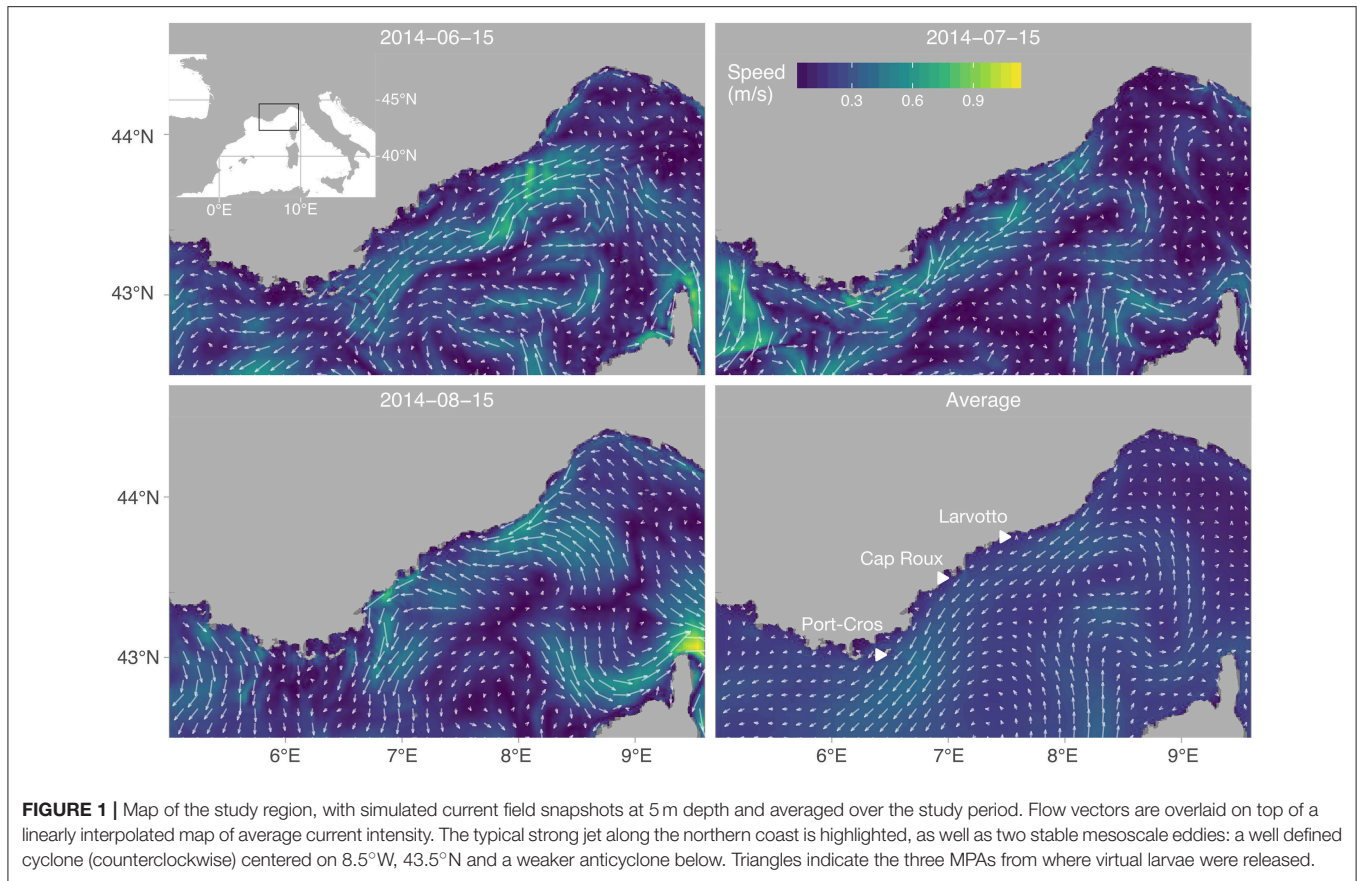 2014–06–15
2014–07–15
45°N
40°N
0°E
10°E
Speed
(m/s)
0.3
0.6
0.9
44°N
43°N
2014–08–15
Average
44°N
43°N
Larvotto
Cap Roux
Port-Cros
6°E
7°E
8°E
9°E
6°E
7°E
8°E
9°E
FIGURE 1 | Map of the study region, with simulated current field snapshots at 5 m depth and averaged over the study period. Flow vectors are overlaid on top of a
linearly interpolated map of average current intensity. The typical strong jet along the northern coast is highlighted, as well as two stable mesoscale eddies: a well defined
cyclone (counterclockwise) centered on 8.5°W, 43.5°N and a weaker anticyclone below. Triangles indicate the three MPAs from where virtual larvae were released.